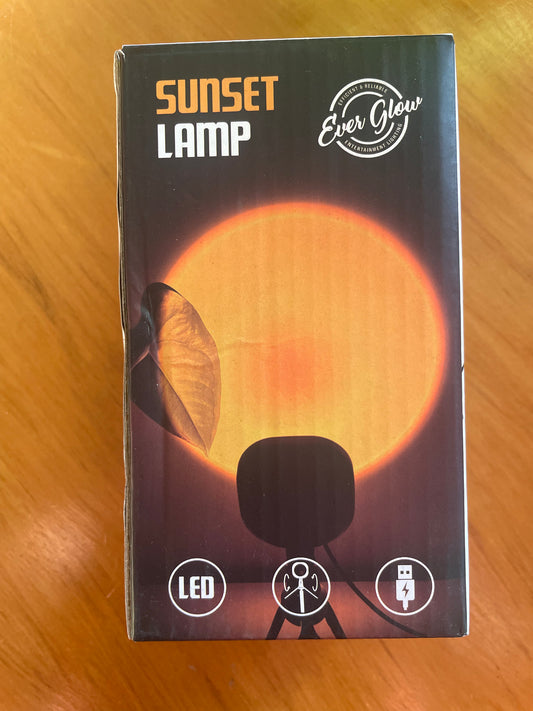 SUNSET
LAMP
EFFICIENT & RELIABLE
Ever Glow
ENTERTAINMENT LIGHTING
LED